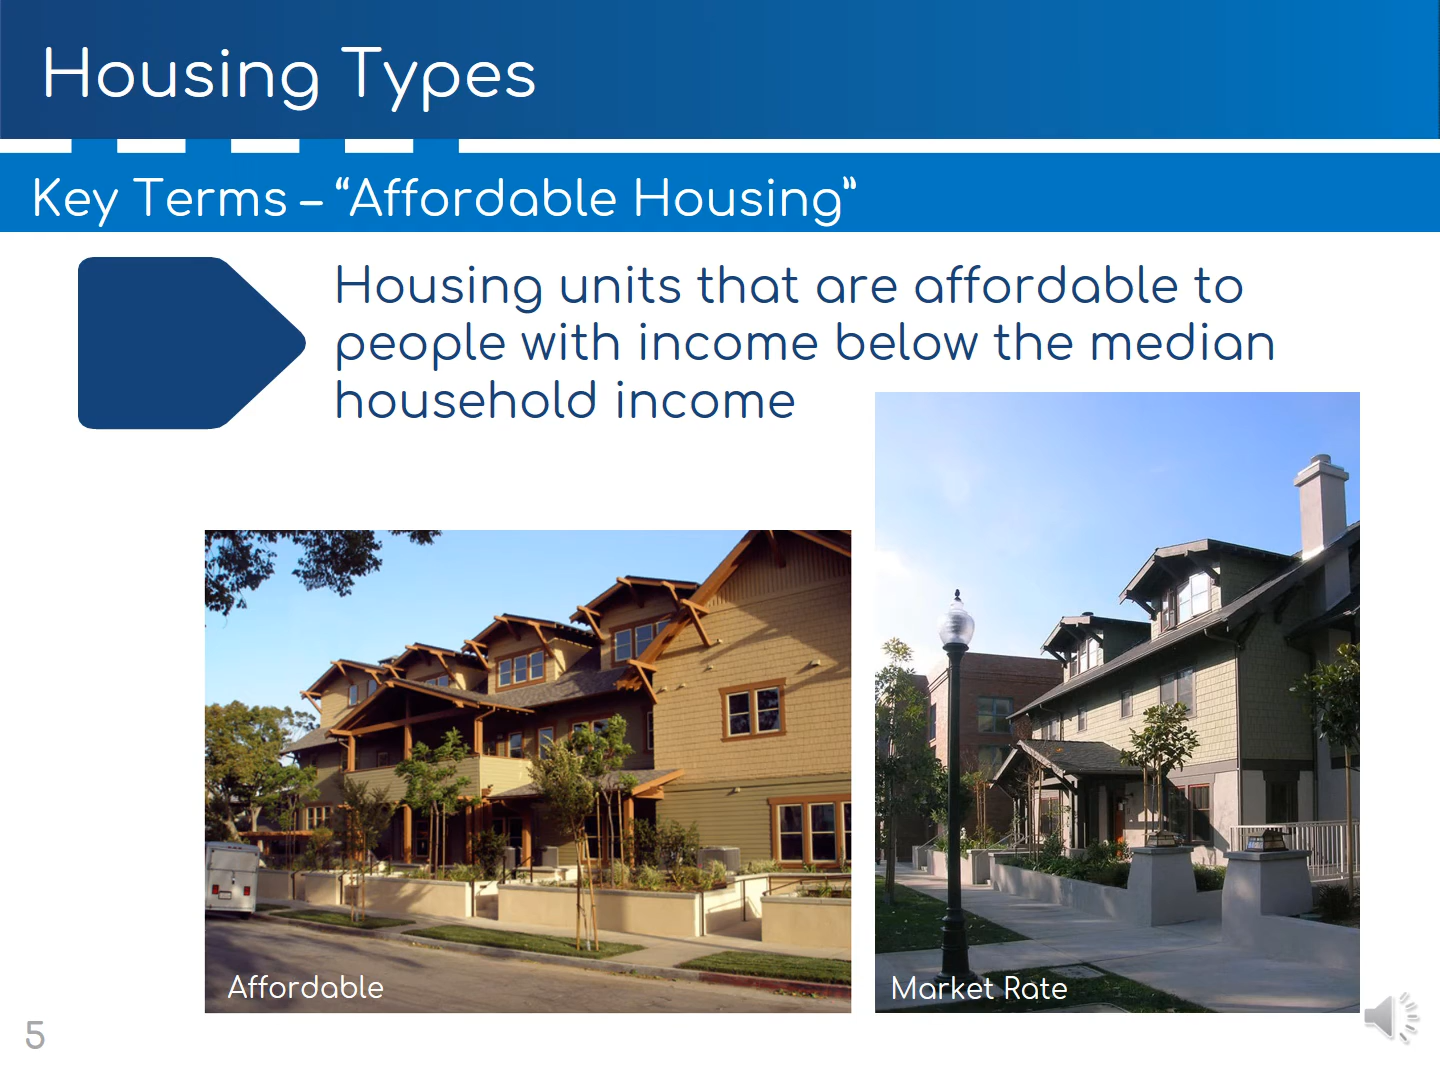 Housing Types
Key Terms – “Affordable Housing”
Housing units that are affordable to
people with income below the median
household income
Affordable
Market Rate
5